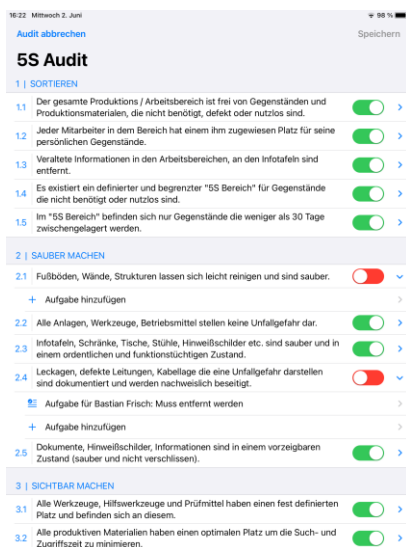 16:22 Mittwoch 2. Juni 98 %
Audit abbrechen Speichern
5S Audit
1 | SORTIEREN
1.1 Der gesamte Produktions / Arbeitsbereich ist frei von Gegenständen und
Produktionsmaterialen, die nicht benötigt, defekt oder nutzlos sind.
1.2 Jeder Mitarbeiter in dem Bereich hat einem ihm zugewiesen Platz für seine
persönlichen Gegenstände.
1.3 Veraltete Informationen in den Arbeitsbereichen, an den Infotafeln sind
entfernt.
1.4 Es existiert ein definierter und begrenzter "5S Bereich" für Gegenstände
die nicht benötigt oder nutzlos sind.
1.5 Im "5S Bereich" befinden sich nur Gegenstände die weniger als 30 Tage
zwischengelagert werden.
2 | SAUBER MACHEN
2.1 Fußböden, Wände, Strukturen lassen sich leicht reinigen und sind sauber.
+ Aufgabe hinzufügen
2.2 Alle Anlagen, Werkzeuge, Betriebsmittel stellen keine Unfallgefahr dar.
2.3 Infotafeln, Schränke, Tische, Stühle, Hinweißschilder etc. sind sauber und in
einem ordentlichen und funktionstüchtigen Zustand.
2.4 Leckagen, defekte Leitungen, Kabellage die eine Unfallgefahr darstellen
sind dokumentiert und werden nachweislich beseitigt.
Aufgabe für Bastian Frisch: Muss entfernt werden
+ Aufgabe hinzufügen
2.5 Dokumente, Hinweißschilder, Informationen sind in einem vorzeigbaren
Zustand (sauber und nicht verschlissen).
3 | SICHTBAR MACHEN
3.1 Alle Werkzeuge, Hilfswerkzeuge und Prüfmittel haben einen fest definierten
Platz und befinden sich an diesem.
3.2 Alle produktiven Materialien haben einen optimalen Platz um die Such- und
Zugriffszeit zu minimieren.